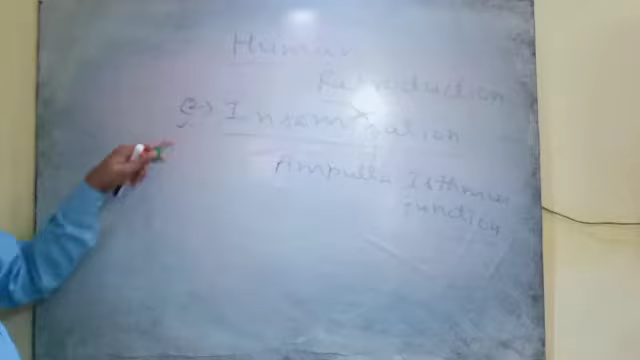 Human
Reproduction
Q-> Insemination
Ampulla Isthmus
junction